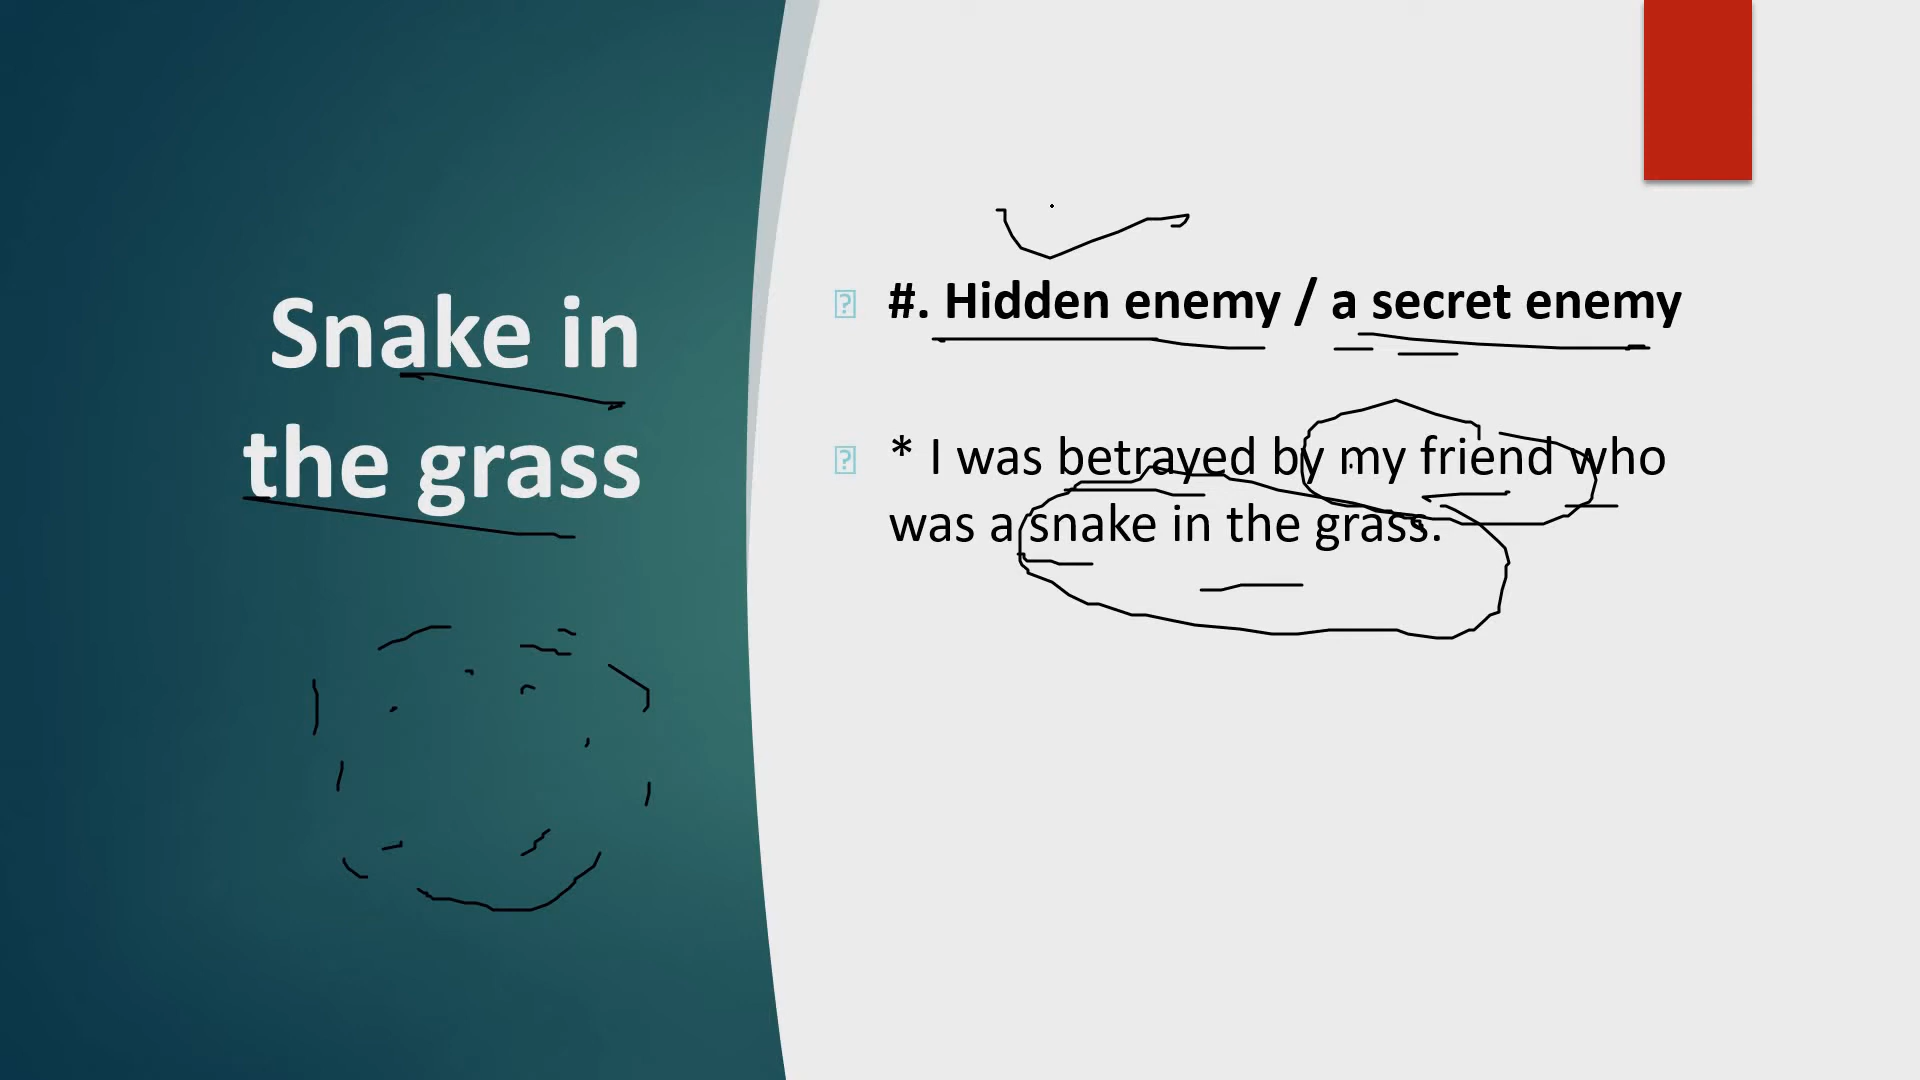 Snake in
the grass
#. Hidden enemy / a secret enemy
* I was betrayed by my friend who
was a snake in the grass.